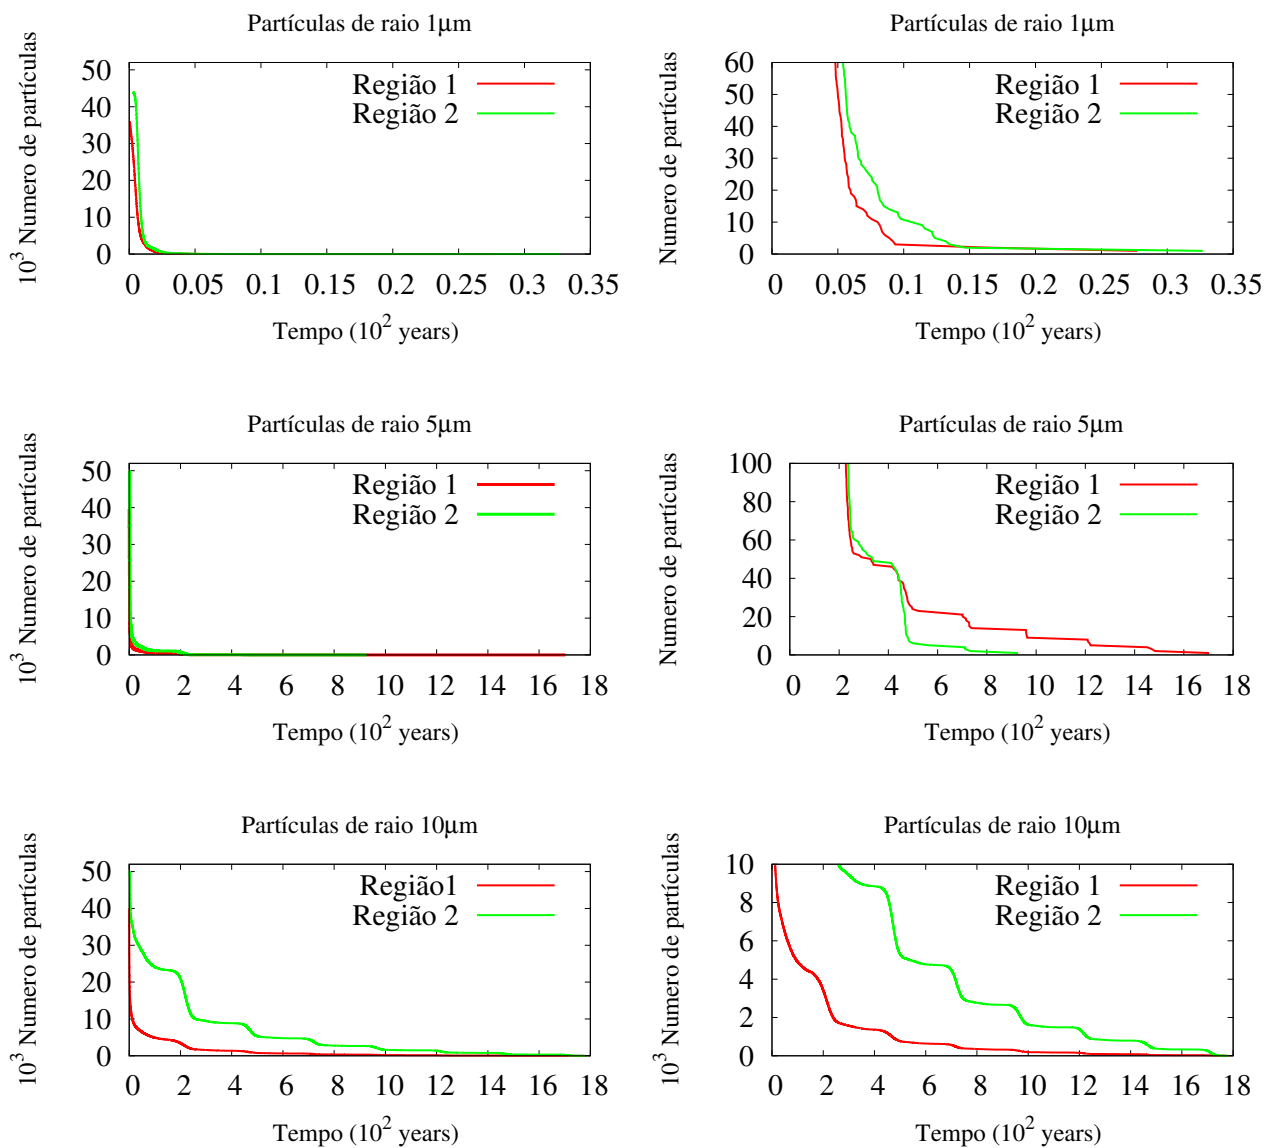 Partículas de raio 1μm
10³ Numero de partículas
50
40
30
20
10
0
Região 1
Região 2
0 0.05 0.1 0.15 0.2 0.25 0.3 0.35
Tempo (10² years)
Partículas de raio 1μm
Numero de partículas
60
50
40
30
20
10
0
Região 1
Região 2
0 0.05 0.1 0.15 0.2 0.25 0.3 0.35
Tempo (10² years)
Partículas de raio 5μm
10³ Numero de partículas
50
40
30
20
10
0
Região 1
Região 2
0 2 4 6 8 10 12 14 16 18
Tempo (10² years)
Partículas de raio 5μm
Numero de partículas
100
80
60
40
20
0
Região 1
Região 2
0 2 4 6 8 10 12 14 16 18
Tempo (10² years)
Partículas de raio 10μm
10³ Numero de partículas
50
40
30
20
10
0
Região1
Região 2
0 2 4 6 8 10 12 14 16 18
Tempo (10² years)
Partículas de raio 10μm
10³ Numero de partículas
10
8
6
4
2
0
Região 1
Região 2
0 2 4 6 8 10 12 14 16 18
Tempo (10² years)